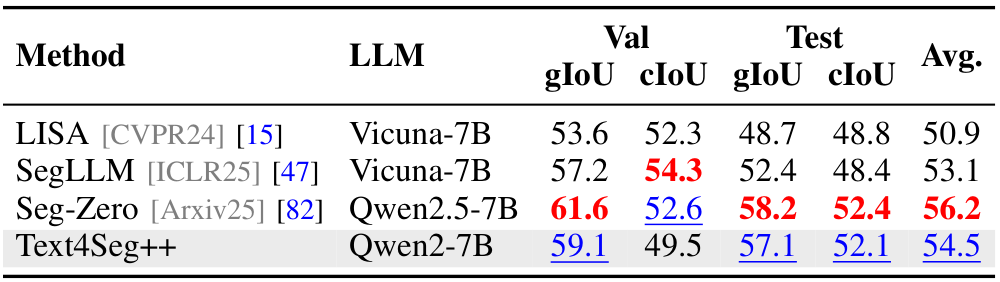 Method LLM Val Test Avg.
gIoU cIoU gIoU cIoU
LISA [CVPR24] [15] Vicuna-7B 53.6 52.3 48.7 48.8 50.9
SegLLM [ICLR25] [47] Vicuna-7B 57.2 54.3 52.4 48.4 53.1
Seg-Zero [Arxiv25] [82] Qwen2.5-7B 61.6 52.6 58.2 52.4 56.2
Text4Seg++ Qwen2-7B 59.1 49.5 57.1 52.1 54.5